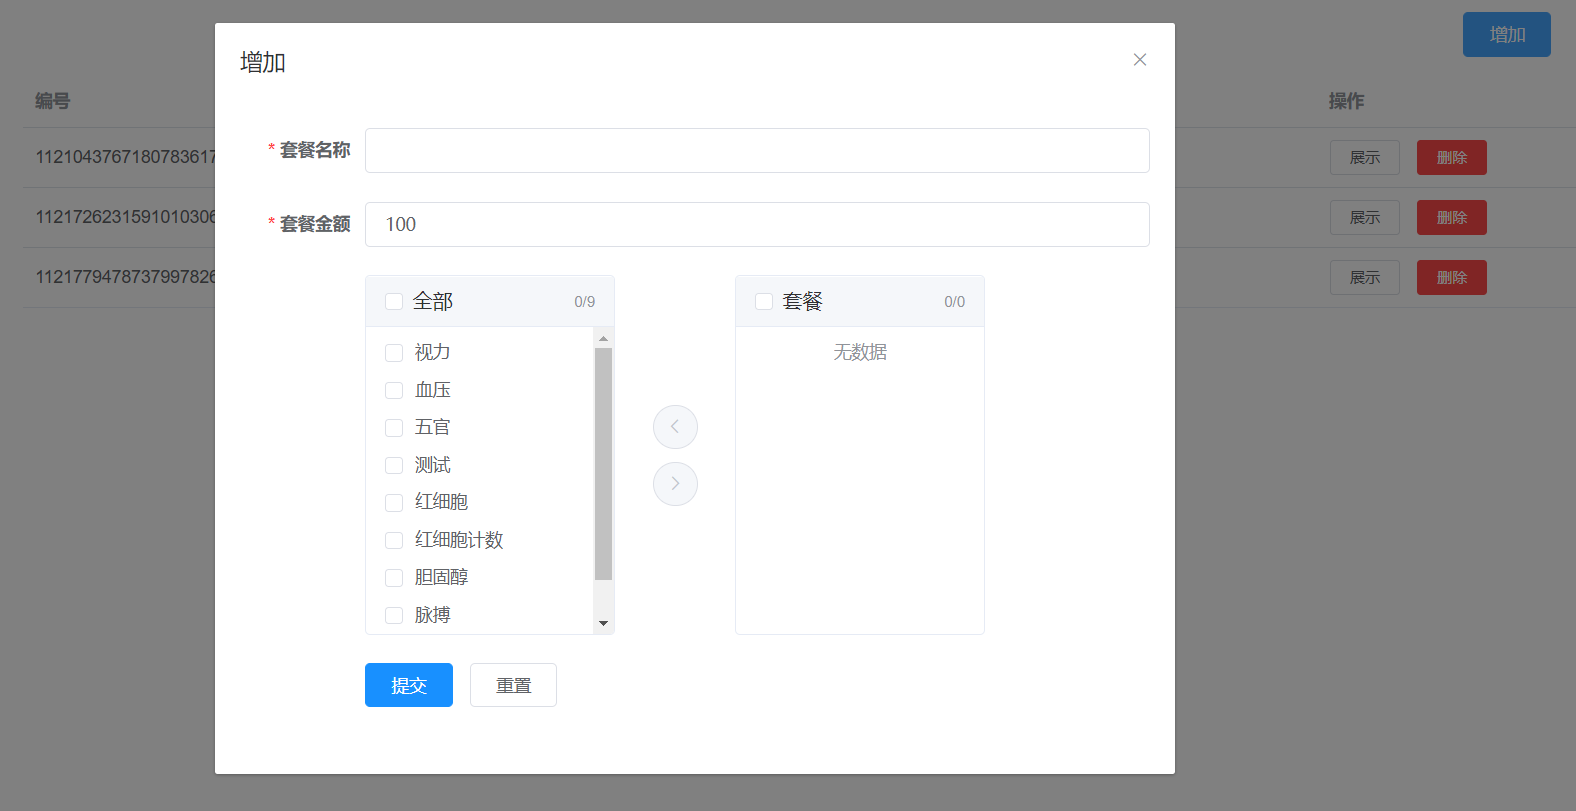 增加
增加
编号
操作
* 套餐名称
1121043767180783617
展示
删除
* 套餐金额
100
1121726231591010306
展示
删除
1121779478737997826
展示
删除
全部
0/9
套餐
0/0
视力
无数据
血压
五官
测试
红细胞
红细胞计数
胆固醇
脉搏
提交
重置